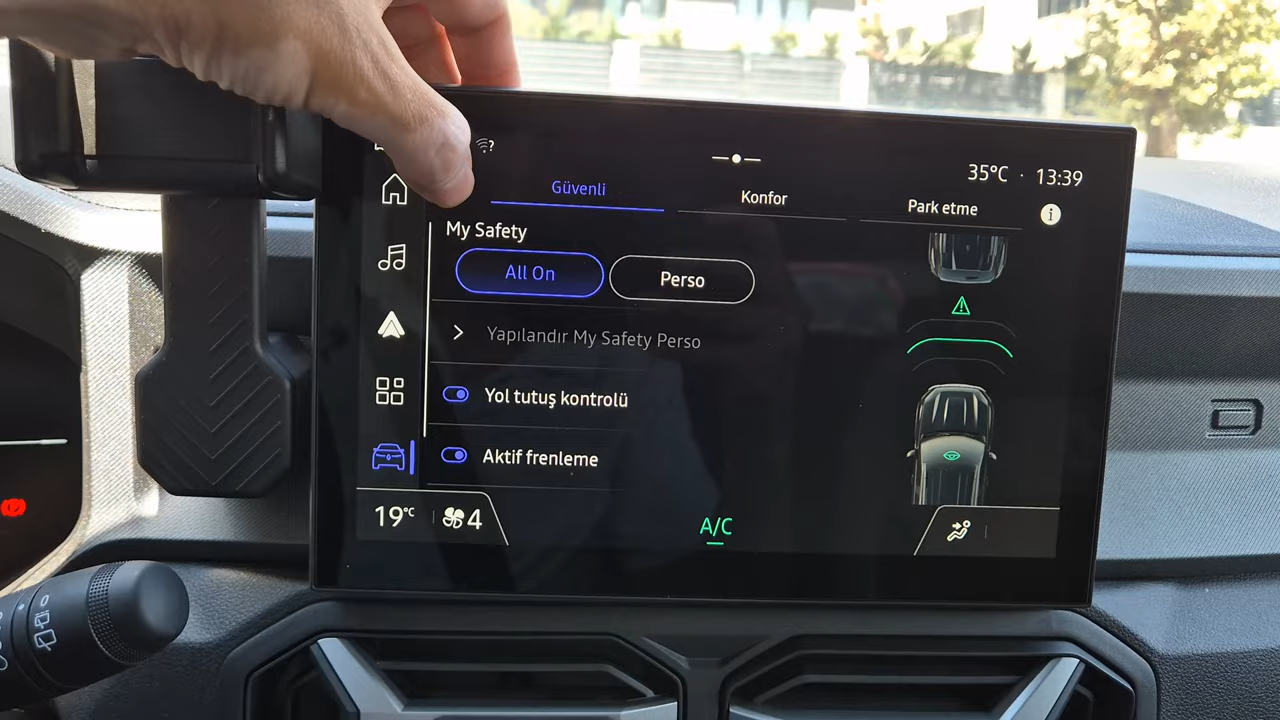 35°C · 13:39
Güvenli
Konfor
Park etme
My Safety
All On
Perso
Yapılandır My Safety Perso
Yol tutuş kontrolü
Aktif frenleme
19°C
4
A/C